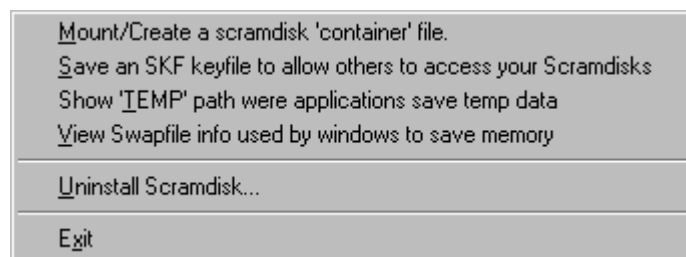 Mount/Create a scramdisk 'container' file.
Save an SKF keyfile to allow others to access your Scramdisks
Show 'TEMP' path were applications save temp data
View Swapfile info used by windows to save memory
Uninstall Scramdisk...
Exit